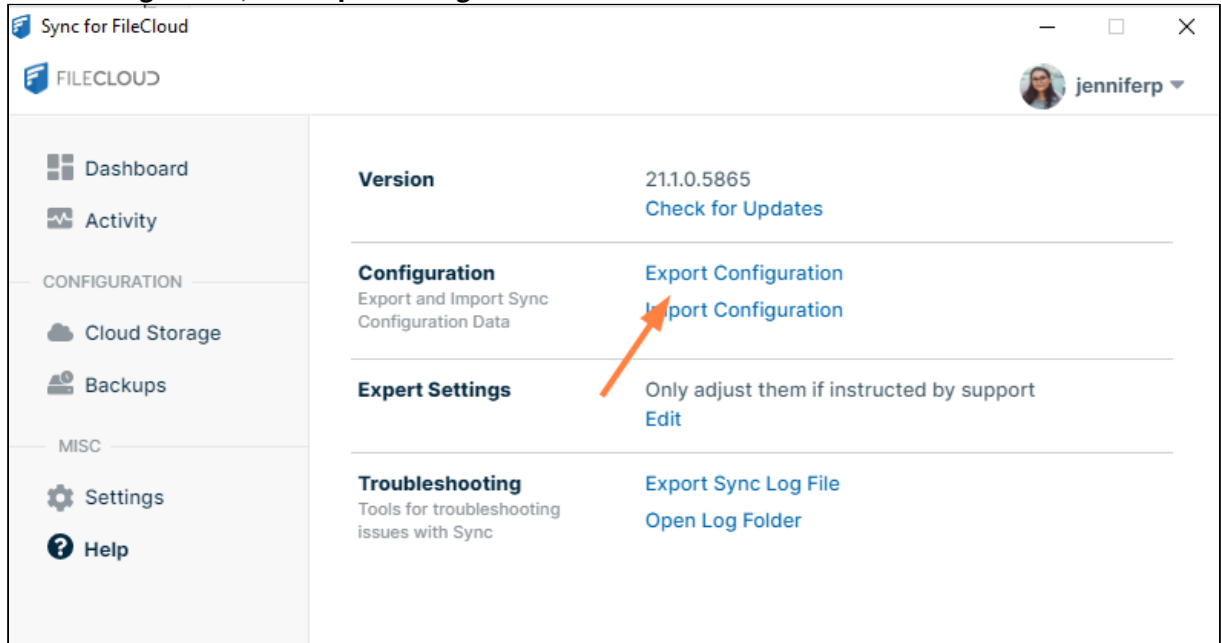 Sync for FileCloud
FILECLOUD
jenniferp
Dashboard
Activity
CONFIGURATION
Cloud Storage
Backups
MISC
Settings
Help
Version
21.1.0.5865
Check for Updates
Configuration
Export and Import Sync
Configuration Data
Export Configuration
Import Configuration
Expert Settings
Only adjust them if instructed by support
Edit
Troubleshooting
Tools for troubleshooting
issues with Sync
Export Sync Log File
Open Log Folder